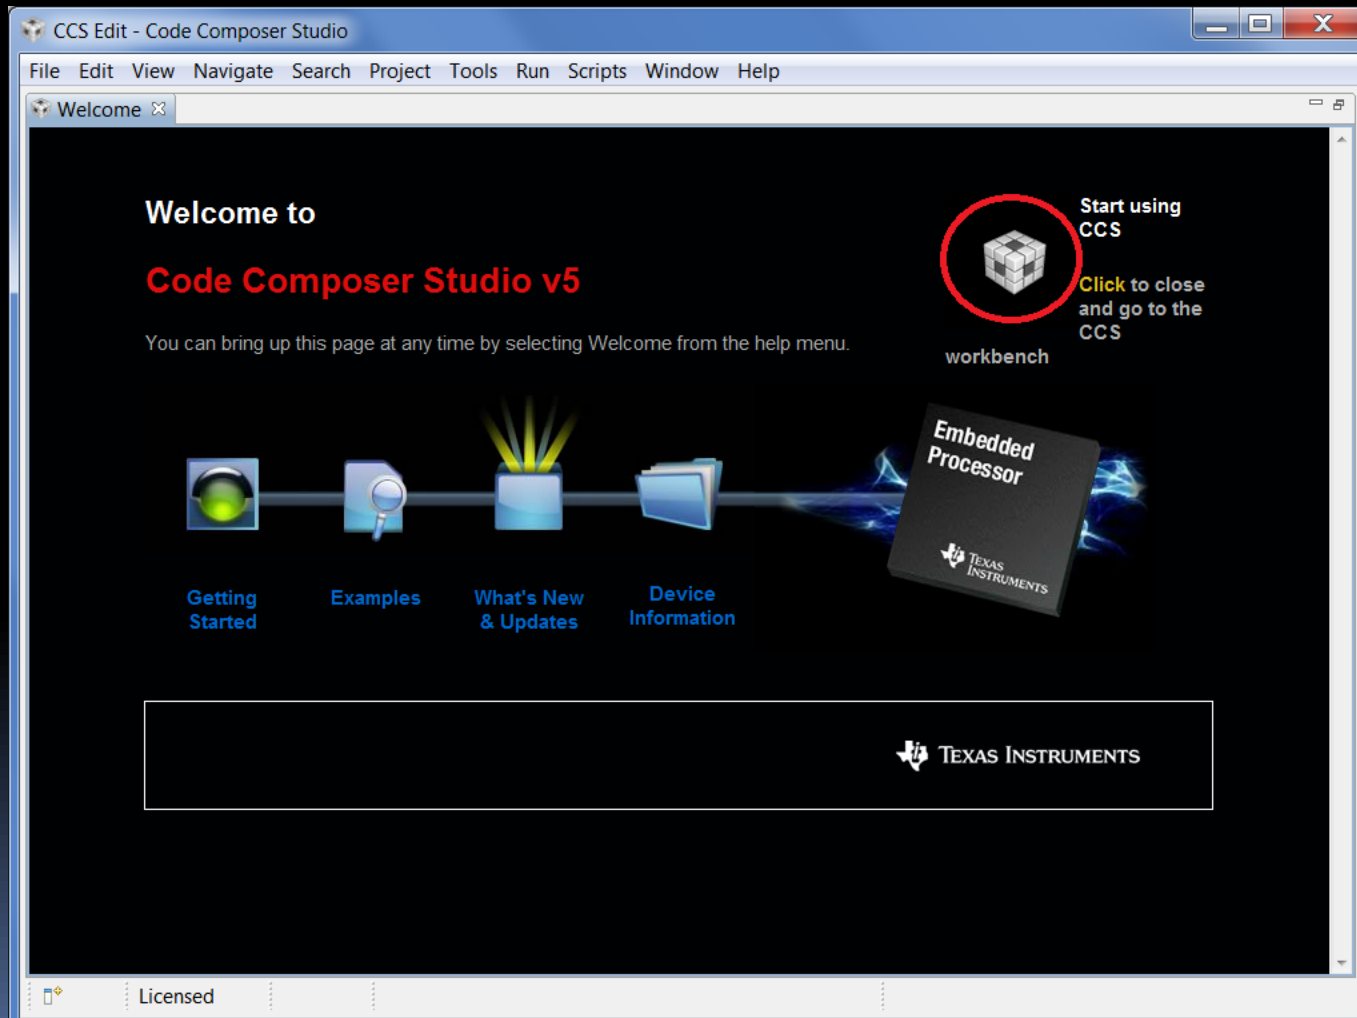 CCS Edit - Code Composer Studio
File Edit View Navigate Search Project Tools Run Scripts Window Help
Welcome
Welcome to
Code Composer Studio v5
You can bring up this page at any time by selecting Welcome from the help menu.
Start using
CCS
Click to close
and go to the
CCS
workbench
Embedded
Processor
TEXAS
INSTRUMENTS
Getting
Started
Examples
What's New
& Updates
Device
Information
TEXAS INSTRUMENTS
Licensed